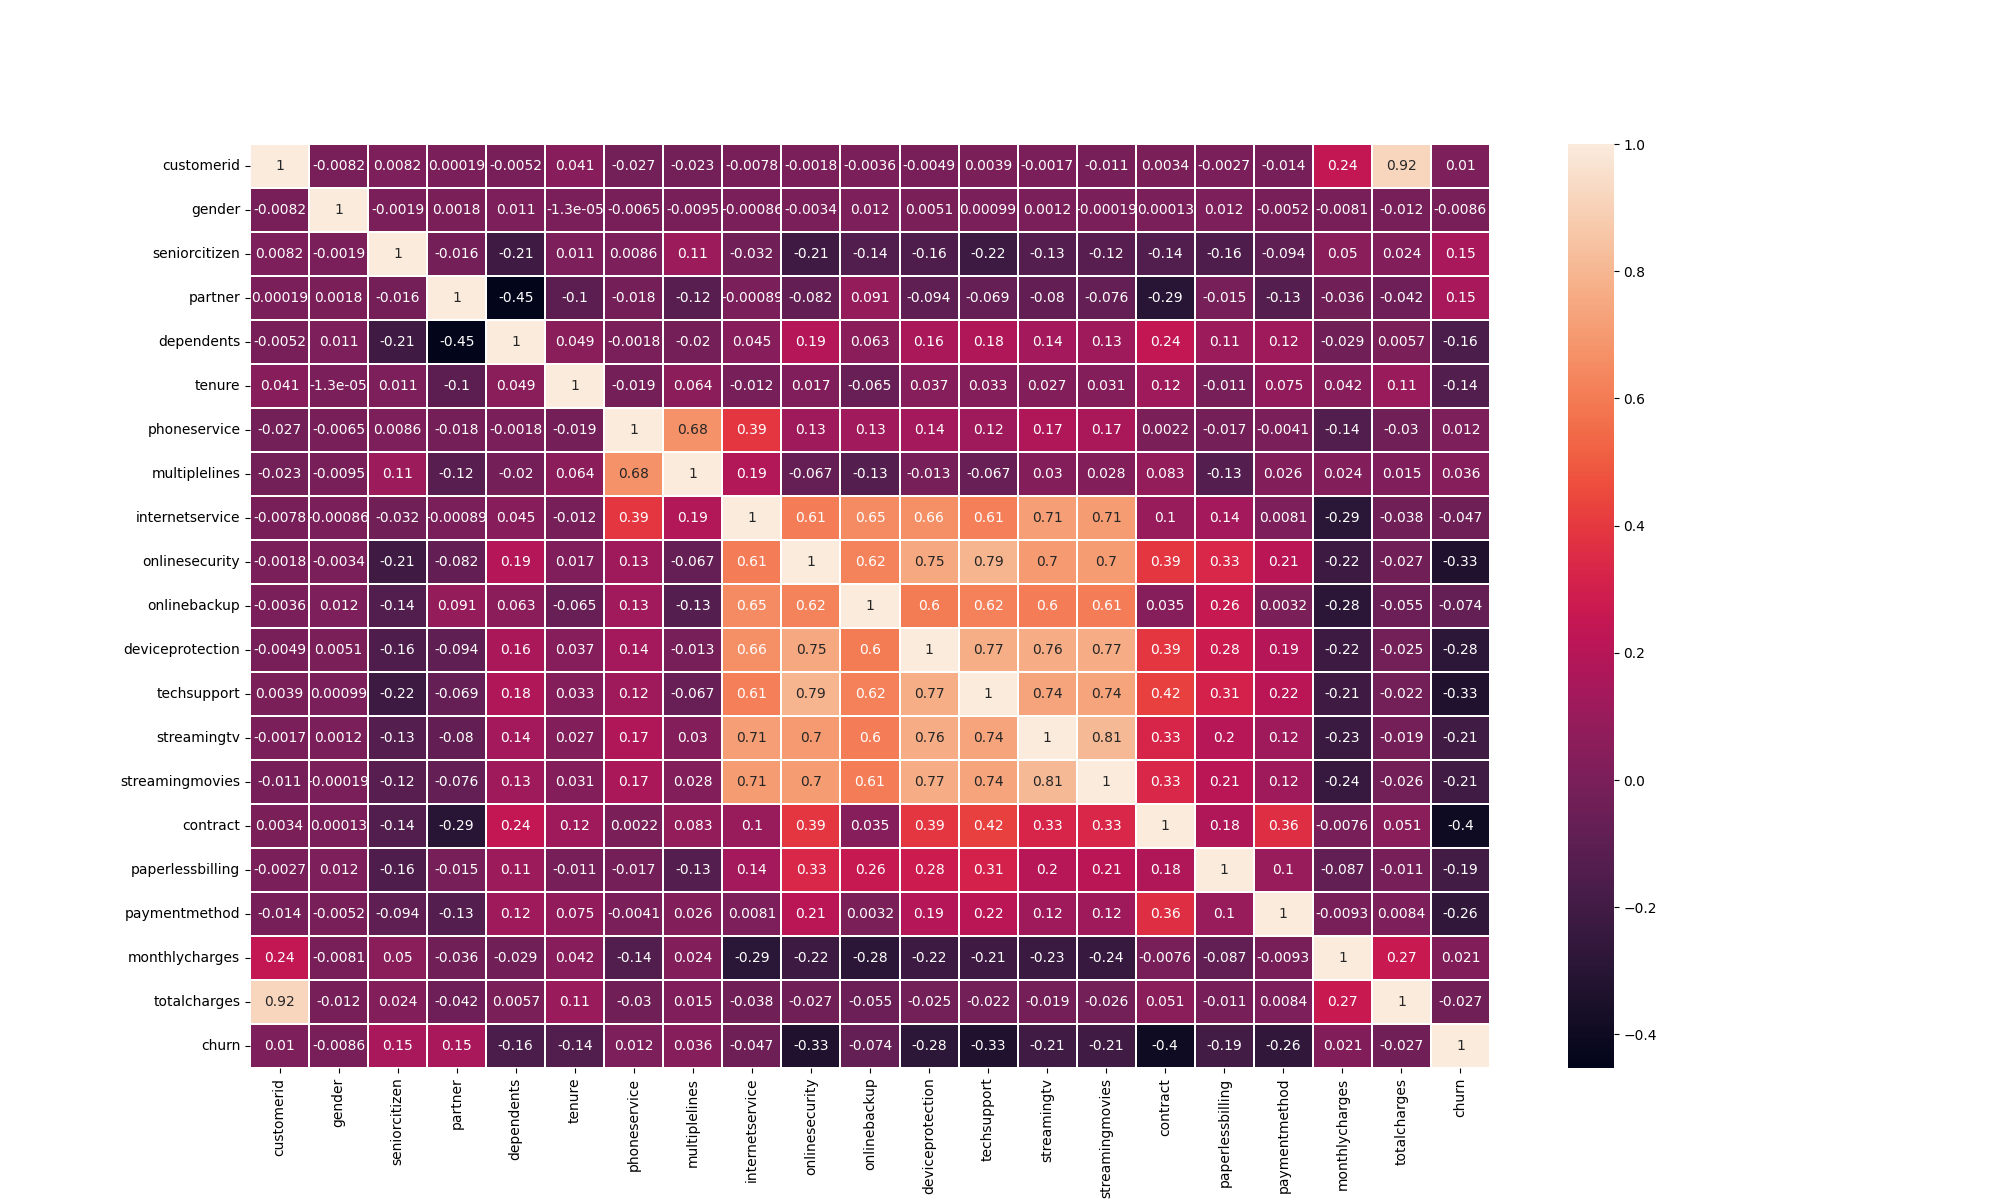 customerid 1 -0.0082 0.0082 0.00019 -0.0052 0.041 -0.027 -0.023 -0.0078 -0.0018 -0.0036 -0.0049 0.0039 -0.0017 -0.011 0.0034 -0.0027 -0.014 0.24 0.92 0.01
gender -0.0082 1 -0.0019 0.0018 0.011 -1.3e-05 -0.0065 -0.0095 -0.00086 -0.0034 0.012 0.0051 0.00099 0.0012 -0.00019 0.00013 0.012 -0.0052 -0.0081 -0.012 -0.0086
seniorcitizen 0.0082 -0.0019 1 -0.016 -0.21 0.011 0.0086 0.11 -0.032 -0.21 -0.14 -0.16 -0.22 -0.13 -0.12 -0.14 -0.16 -0.094 0.05 0.024 0.15
partner 0.00019 0.0018 -0.016 1 -0.45 -0.1 -0.018 -0.12 -0.00089 -0.082 0.091 -0.094 -0.069 -0.08 -0.076 -0.29 -0.015 -0.13 -0.036 -0.042 0.15
dependents -0.0052 0.011 -0.21 -0.45 1 0.049 -0.0018 -0.02 0.045 0.19 0.063 0.16 0.18 0.14 0.13 0.24 0.11 0.12 -0.029 0.0057 -0.16
tenure 0.041 -1.3e-05 0.011 -0.1 0.049 1 -0.019 0.064 -0.012 0.017 -0.065 0.037 0.033 0.027 0.031 0.12 -0.011 0.075 0.042 0.11 -0.14
phoneservice -0.027 -0.0065 0.0086 -0.018 -0.0018 -0.019 1 0.68 0.39 0.13 0.13 0.14 0.12 0.17 0.17 0.0022 -0.017 -0.0041 -0.14 -0.03 0.012
multiplelines -0.023 -0.0095 0.11 -0.12 -0.02 0.064 0.68 1 0.19 -0.067 -0.13 -0.013 -0.067 0.03 0.028 0.083 -0.13 0.026 0.024 0.015 0.036
internetservice -0.0078 -0.00086 -0.032 -0.00089 0.045 -0.012 0.39 0.19 1 0.61 0.65 0.66 0.61 0.71 0.71 0.1 0.14 0.0081 -0.29 -0.038 -0.047
onlinesecurity -0.0018 -0.0034 -0.21 -0.082 0.19 0.017 0.13 -0.067 0.61 1 0.62 0.75 0.79 0.7 0.7 0.39 0.33 0.21 -0.22 -0.027 -0.33
onlinebackup -0.0036 0.012 -0.14 0.091 0.063 -0.065 0.13 -0.13 0.65 0.62 1 0.6 0.62 0.6 0.61 0.035 0.26 0.0032 -0.28 -0.055 -0.074
deviceprotection -0.0049 0.0051 -0.16 -0.094 0.16 0.037 0.14 -0.013 0.66 0.75 0.6 1 0.77 0.76 0.77 0.39 0.28 0.19 -0.22 -0.025 -0.28
techsupport 0.0039 0.00099 -0.22 -0.069 0.18 0.033 0.12 -0.067 0.61 0.79 0.62 0.77 1 0.74 0.74 0.42 0.31 0.22 -0.21 -0.022 -0.33
streamingtv -0.0017 0.0012 -0.13 -0.08 0.14 0.027 0.17 0.03 0.71 0.7 0.6 0.76 0.74 1 0.81 0.33 0.2 0.12 -0.23 -0.019 -0.21
streamingmovies -0.011 -0.00019 -0.12 -0.076 0.13 0.031 0.17 0.028 0.71 0.7 0.61 0.77 0.74 0.81 1 0.33 0.21 0.12 -0.24 -0.026 -0.21
contract 0.0034 0.00013 -0.14 -0.29 0.24 0.12 0.0022 0.083 0.1 0.39 0.035 0.39 0.42 0.33 0.33 1 0.18 0.36 -0.0076 0.051 -0.4
paperlessbilling -0.0027 0.012 -0.16 -0.015 0.11 -0.011 -0.017 -0.13 0.14 0.33 0.26 0.28 0.31 0.2 0.21 0.18 1 0.1 -0.087 -0.011 -0.19
paymentmethod -0.014 -0.0052 -0.094 -0.13 0.12 0.075 -0.0041 0.026 0.0081 0.21 0.0032 0.19 0.22 0.12 0.12 0.36 0.1 1 -0.0093 0.0084 -0.26
monthlycharges 0.24 -0.0081 0.05 -0.036 -0.029 0.042 -0.14 0.024 -0.29 -0.22 -0.28 -0.22 -0.21 -0.23 -0.24 -0.0076 -0.087 -0.0093 1 0.27 0.021
totalcharges 0.92 -0.012 0.024 -0.042 0.0057 0.11 -0.03 0.015 -0.038 -0.027 -0.055 -0.025 -0.022 -0.019 -0.026 0.051 -0.011 0.0084 0.27 1 -0.027
churn 0.01 -0.0086 0.15 0.15 -0.16 -0.14 0.012 0.036 -0.047 -0.33 -0.074 -0.28 -0.33 -0.21 -0.21 -0.4 -0.19 -0.26 0.021 -0.027 1
customerid
gender
seniorcitizen
partner
dependents
tenure
phoneservice
multiplelines
internetservice
onlinesecurity
onlinebackup
deviceprotection
techsupport
streamingtv
streamingmovies
contract
paperlessbilling
paymentmethod
monthlycharges
totalcharges
churn
1.0
0.8
0.6
0.4
0.2
0.0
−0.2
−0.4